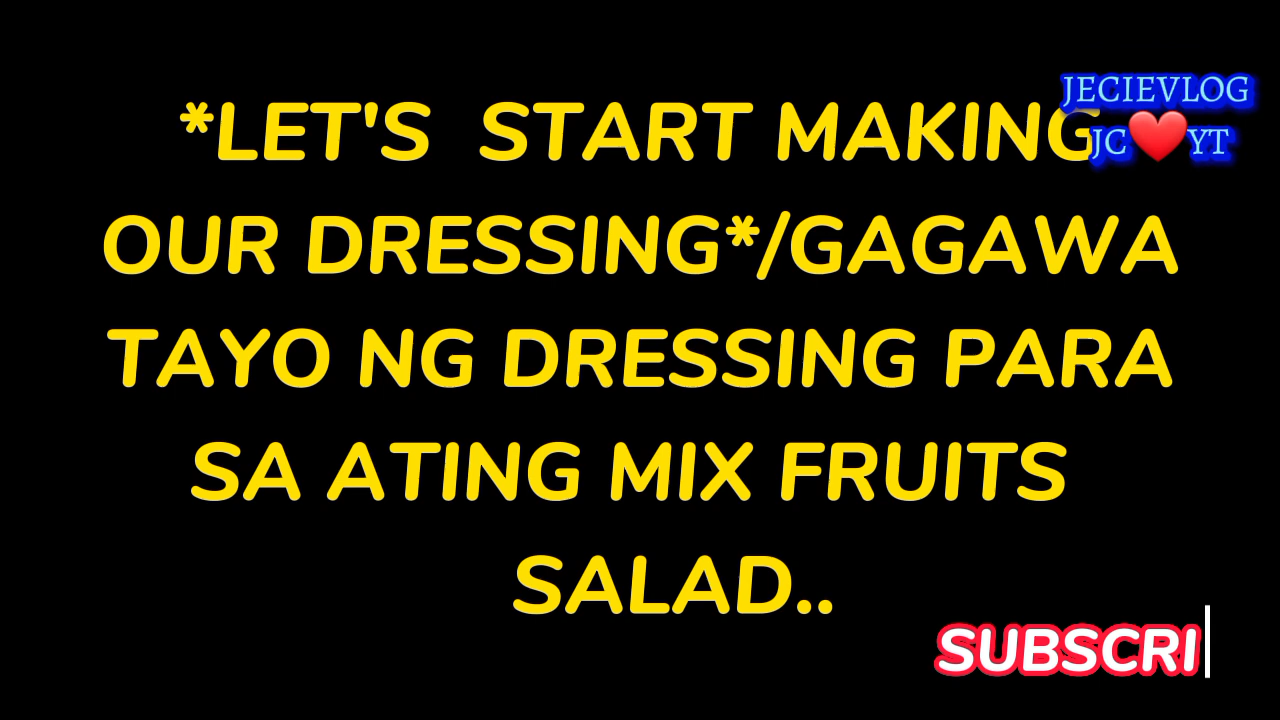 *LET'S START MAKING
OUR DRESSING*/GAGAWA
TAYO NG DRESSING PARA
SA ATING MIX FRUITS
SALAD..
JECIEVLOG
JC❤️YT
SUBSCRI